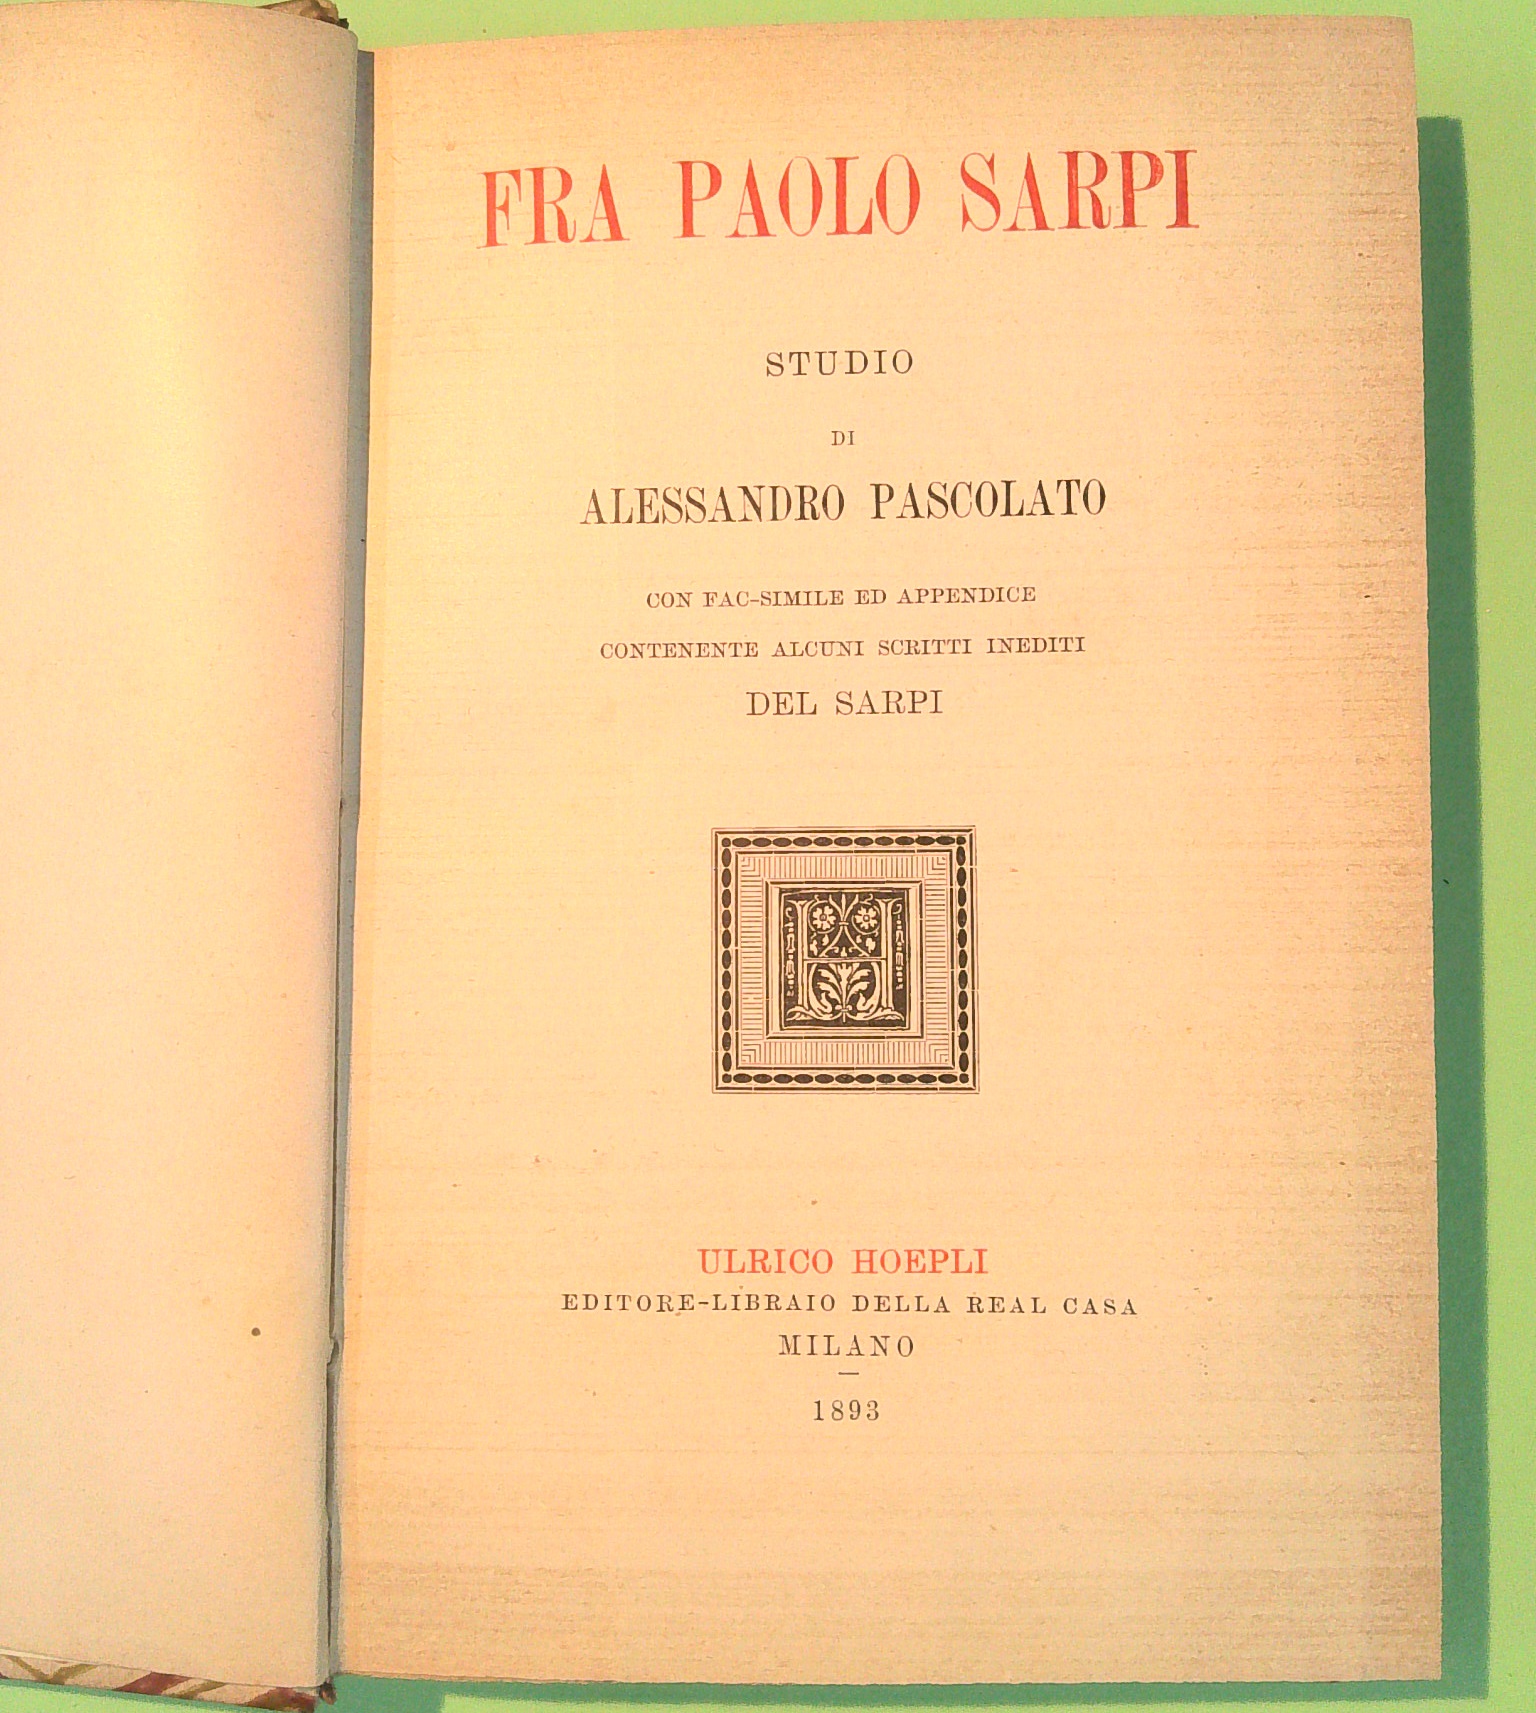 FRA PAOLO SARPI
STUDIO
DI
ALESSANDRO PASCOLATO
CON FAC-SIMILE ED APPENDICE
CONTENENTE ALCUNI SCRITTI INEDITI
DEL SARPI
H
ULRICO HOEPLI
EDITORE-LIBRAIO DELLA REAL CASA
MILANO
1893